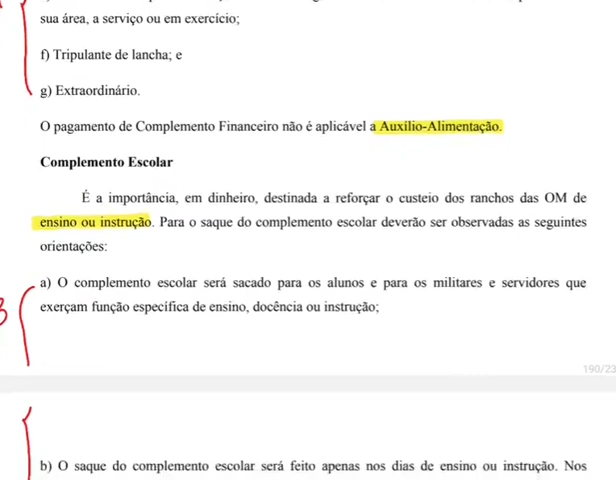 sua área, a serviço ou em exercício;
f) Tripulante de lancha; e
g) Extraordinário.
O pagamento de Complemento Financeiro não é aplicável a Auxílio-Alimentação.
Complemento Escolar
É a importância, em dinheiro, destinada a reforçar o custeio dos ranchos das OM de
ensino ou instrução. Para o saque do complemento escolar deverão ser observadas as seguintes
orientações:
a) O complemento escolar será sacado para os alunos e para os militares e servidores que
3
exerçam função específica de ensino, docência ou instrução;
190/23
b) O saque do complemento escolar será feito apenas nos dias de ensino ou instrução. Nos